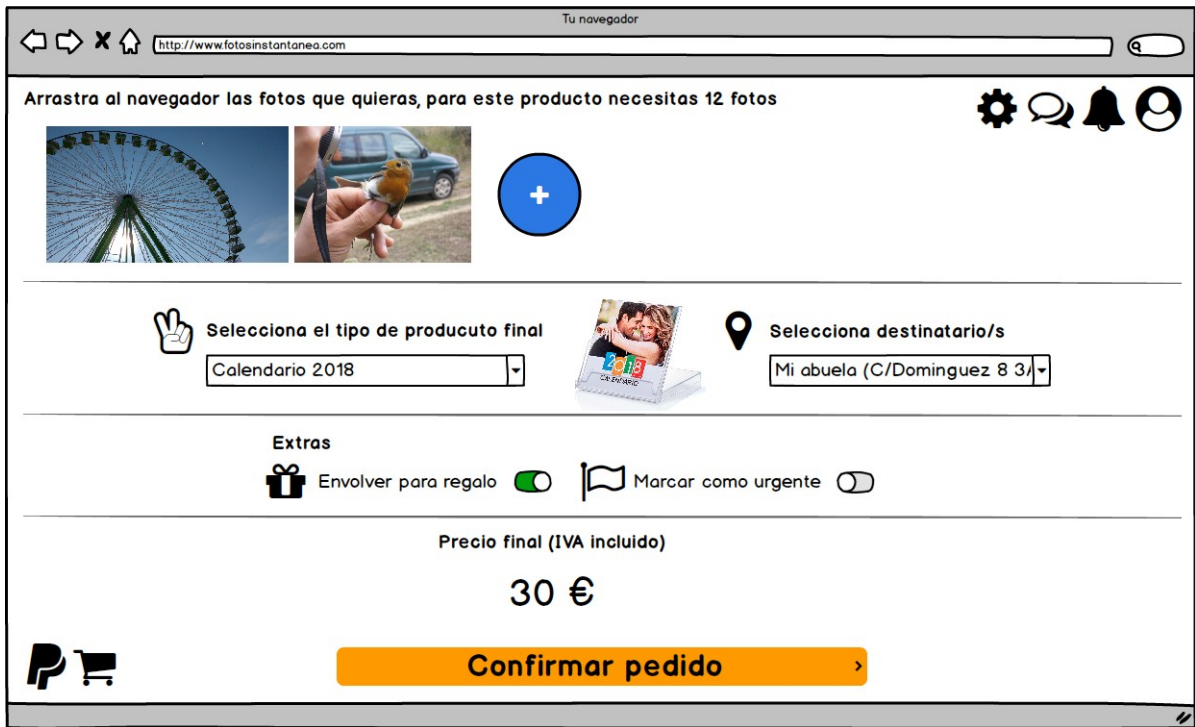 Tu navegador
http://www.fotosinstantanea.com
Arrastra al navegador las fotos que quieras, para este producto necesitas 12 fotos
Selecciona el tipo de producuto final
Calendario 2018
2018
CALENDARIO
Selecciona destinatario/s
Mi abuela (C/Dominguez 8 3/
Extras
Envolver para regalo
Marcar como urgente
Precio final (IVA incluido)
30 €
Confirmar pedido